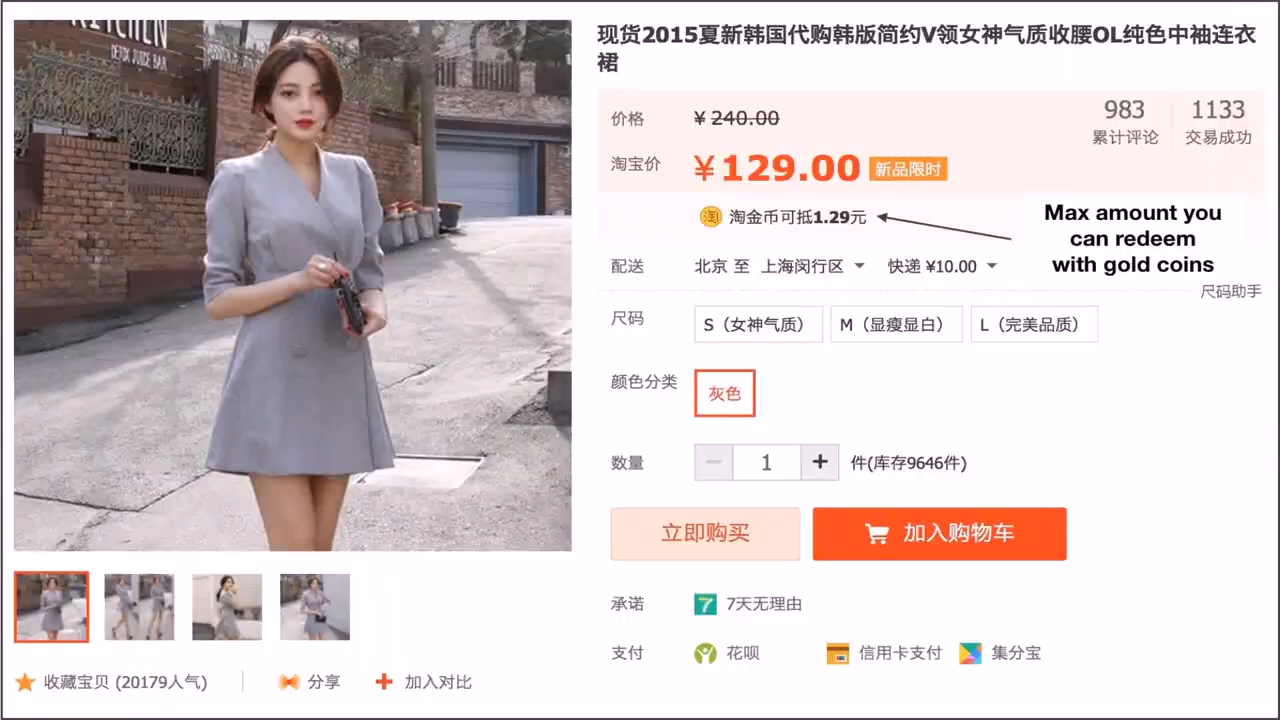 KITCHEN
DETOX JUICE BAR
现货2015夏新韩国代购韩版简约V领女神气质收腰OL纯色中袖连衣
裙
价格 ¥ 240.00
983 1133
累计评论 交易成功
淘宝价 ¥129.00 新品限时
淘 淘金币可抵1.29元
Max amount you
can redeem
with gold coins
配送 北京 至 上海闵行区 快递 ¥10.00
尺码助手
尺码 S（女神气质） M（显瘦显白） L（完美品质）
颜色分类 灰色
数量 − 1 + 件(库存9646件)
立即购买 加入购物车
承诺 7 7天无理由
支付 花呗 信用卡支付 集分宝
收藏宝贝 (20179人气) 分享 加入对比